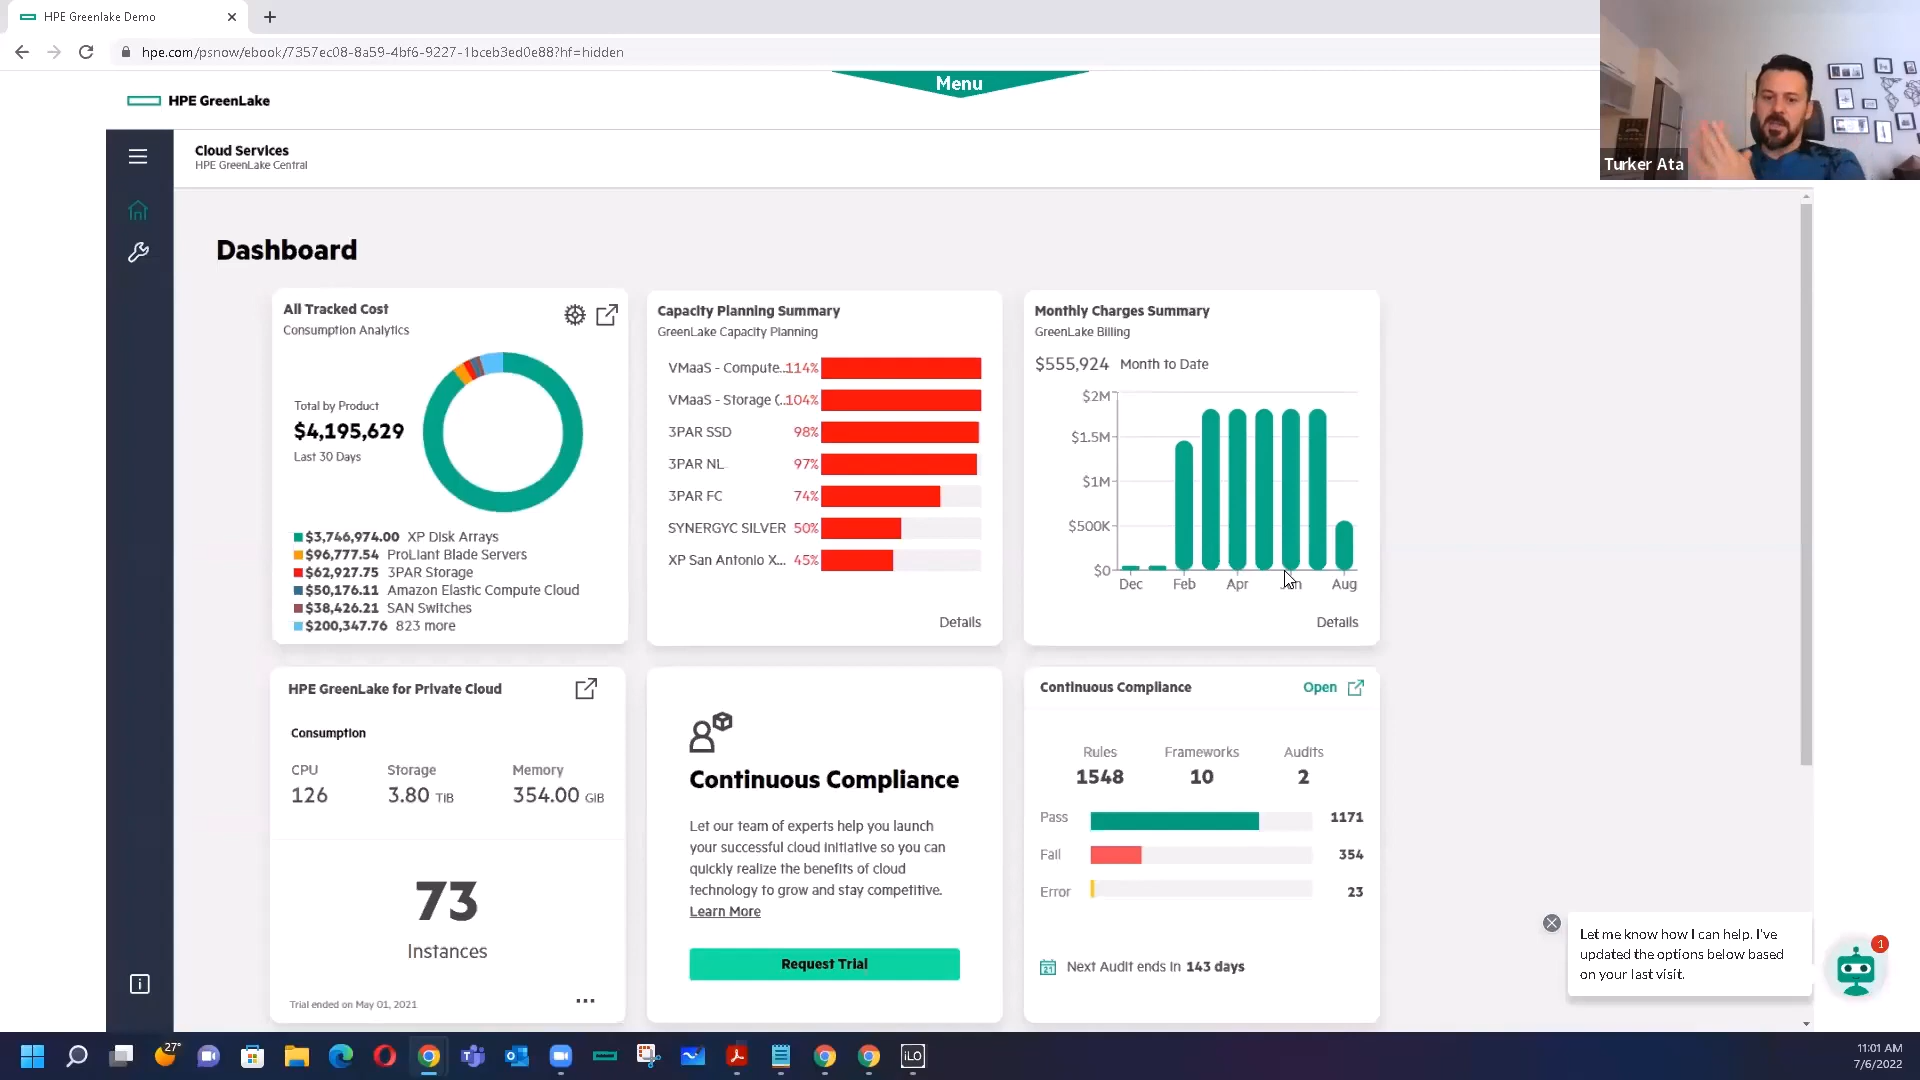 HPE Greenlake Demo
hpe.com/psnow/ebook/7357ec08-8a59-4bf6-9227-1bceb3ed0e88?hf=hidden
Menu
HPE GreenLake
Turker Ata
Cloud Services
HPE GreenLake Central
Dashboard
All Tracked Cost
Consumption Analytics
Total by Product
$4,195,629
Last 30 Days
$3,746,974.00 XP Disk Arrays
$96,777.54 ProLiant Blade Servers
$62,927.75 3PAR Storage
$50,176.11 Amazon Elastic Compute Cloud
$38,426.21 SAN Switches
$200,347.76 823 more
Capacity Planning Summary
GreenLake Capacity Planning
VMaaS - Compute...114%
VMaaS - Storage (...104%
3PAR SSD 98%
3PAR NL 97%
3PAR FC 74%
SYNERGYC SILVER 50%
XP San Antonio X... 45%
Details
Monthly Charges Summary
GreenLake Billing
$555,924 Month to Date
$2M
$1.5M
$1M
$500K
$0
Dec Feb Apr Jun Aug
Details
HPE GreenLake for Private Cloud
Consumption
CPU Storage Memory
126 3.80 TiB 354.00 GiB
73
Instances
Trial ended on May 01, 2021
Continuous Compliance
Let our team of experts help you launch
your successful cloud initiative so you can
quickly realize the benefits of cloud
technology to grow and stay competitive.
Learn More
Request Trial
Continuous Compliance Open
Rules Frameworks Audits
1548 10 2
Pass 1171
Fail 354
Error 23
21 Next Audit ends in 143 days
Let me know how I can help. I've
updated the options below based
on your last visit.
1
27°
iLO
11:01 AM
7/6/2022